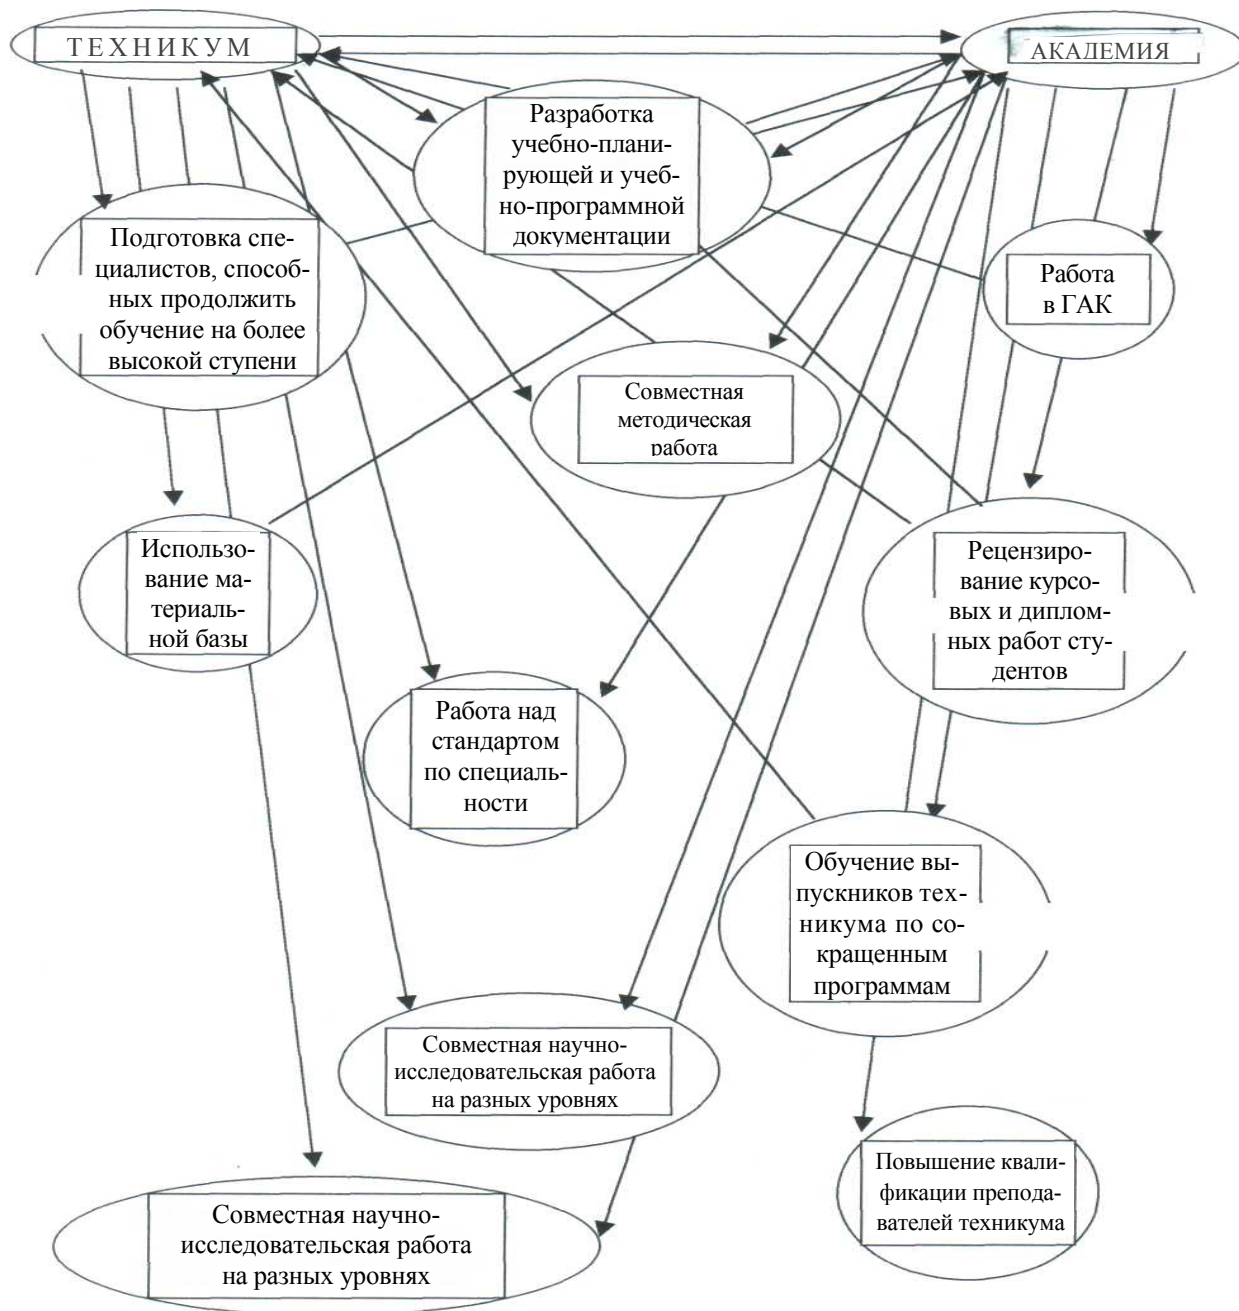 ТЕХНИКУМ
АКАДЕМИЯ
Разработка
учебно-плани-
рующей и учеб-
но-программной
документации
Подготовка спе-
циалистов, способ-
ных продолжить
обучение на более
высокой ступени
Работа
в ГАК
Совместная
методическая
работа
Использо-
вание ма-
териаль-
ной базы
Рецензиро-
вание курсо-
вых и диплом-
ных работ сту-
дентов
Работа над
стандартом
по специаль-
ности
Обучение вы-
пускников тех-
никума по со-
кращенным
программам
Совместная научно-
исследовательская работа
на разных уровнях
Повышение квали-
фикации препода-
вателей техникума
Совместная научно-
исследовательская работа
на разных уровнях